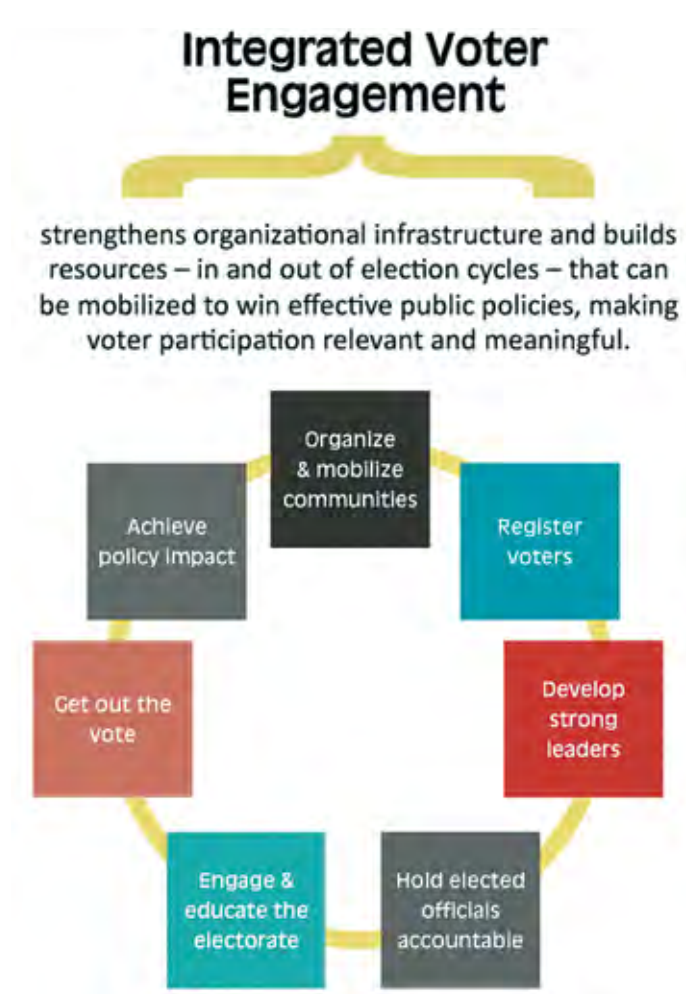 Integrated Voter
Engagement
strengthens organizational infrastructure and builds
resources – in and out of election cycles – that can
be mobilized to win effective public policies, making
voter participation relevant and meaningful.
Organize
& mobilize
communities
Register
voters
Develop
strong
leaders
Hold elected
officials
accountable
Engage &
educate the
electorate
Get out the
vote
Achieve
policy impact